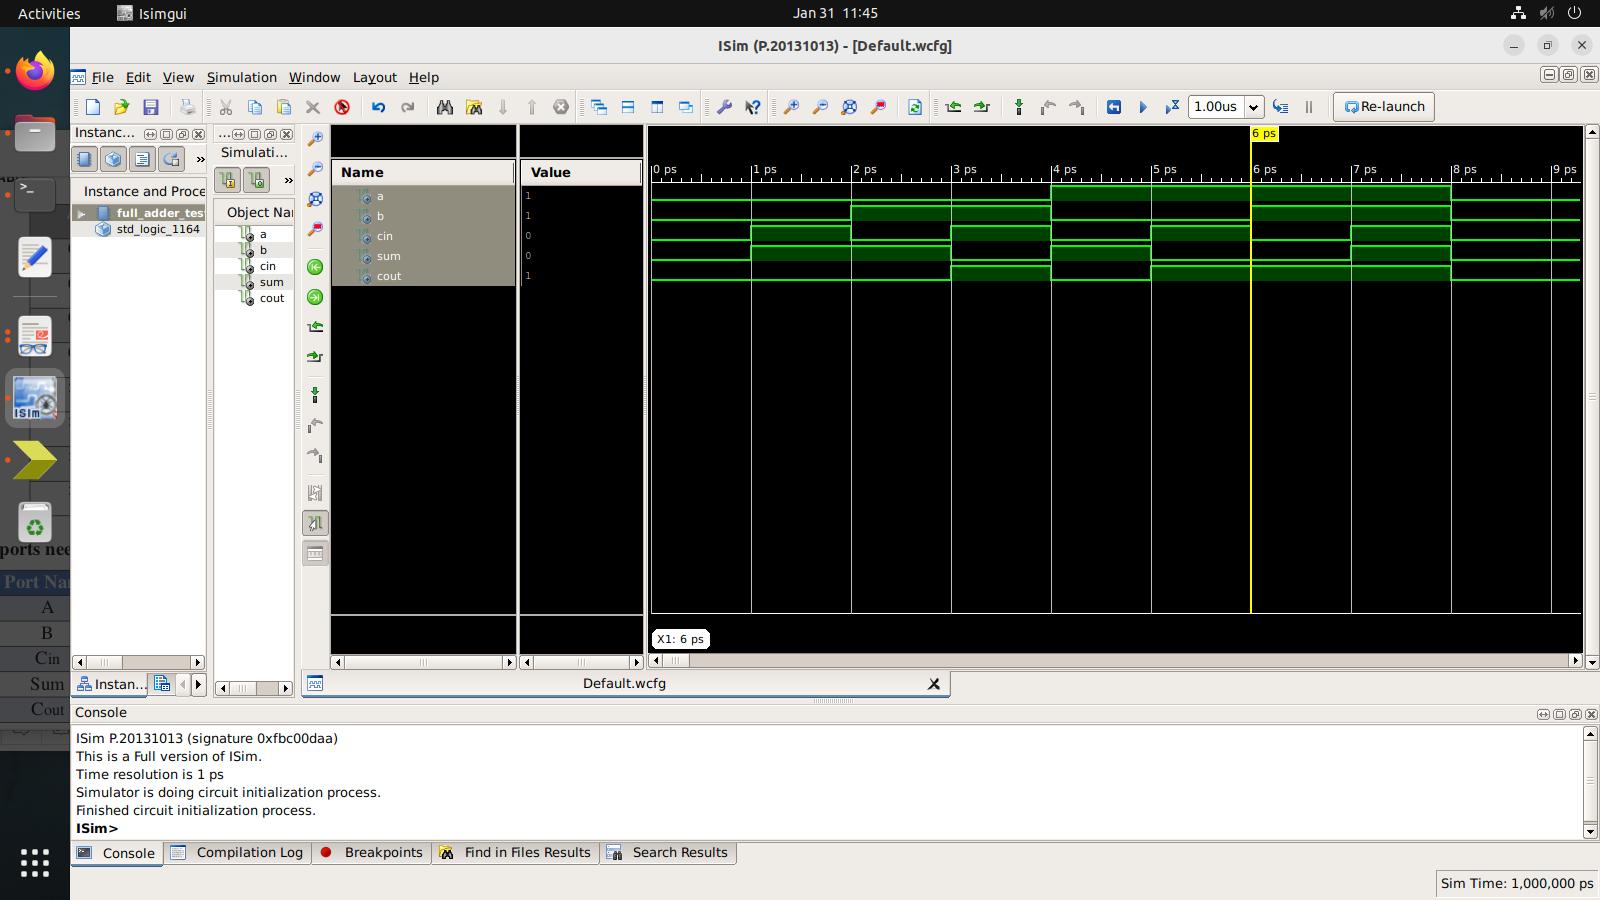 Activities
Isimgui
Jan 31 11:45
ISim (P.20131013) - [Default.wcfg]
File Edit View Simulation Window Layout Help
1.00us
Re-launch
Instanc...
...
Simulati...
»
»
Instance and Proce
full_adder_tes
std_logic_1164
Object Nar
a
b
cin
sum
cout
Name
Value
a 1
b 1
cin 0
sum 0
cout 1
6 ps
0 ps 1 ps 2 ps 3 ps 4 ps 5 ps 6 ps 7 ps 8 ps 9 ps
X1: 6 ps
Instan...
Default.wcfg
Console
ISim P.20131013 (signature 0xfbc00daa)
This is a Full version of ISim.
Time resolution is 1 ps
Simulator is doing circuit initialization process.
Finished circuit initialization process.
ISim>
Console
Compilation Log
Breakpoints
Find in Files Results
Search Results
Sim Time: 1,000,000 ps
ISim
ports nee
Port Na
A
B
Cin
Sum
Cout